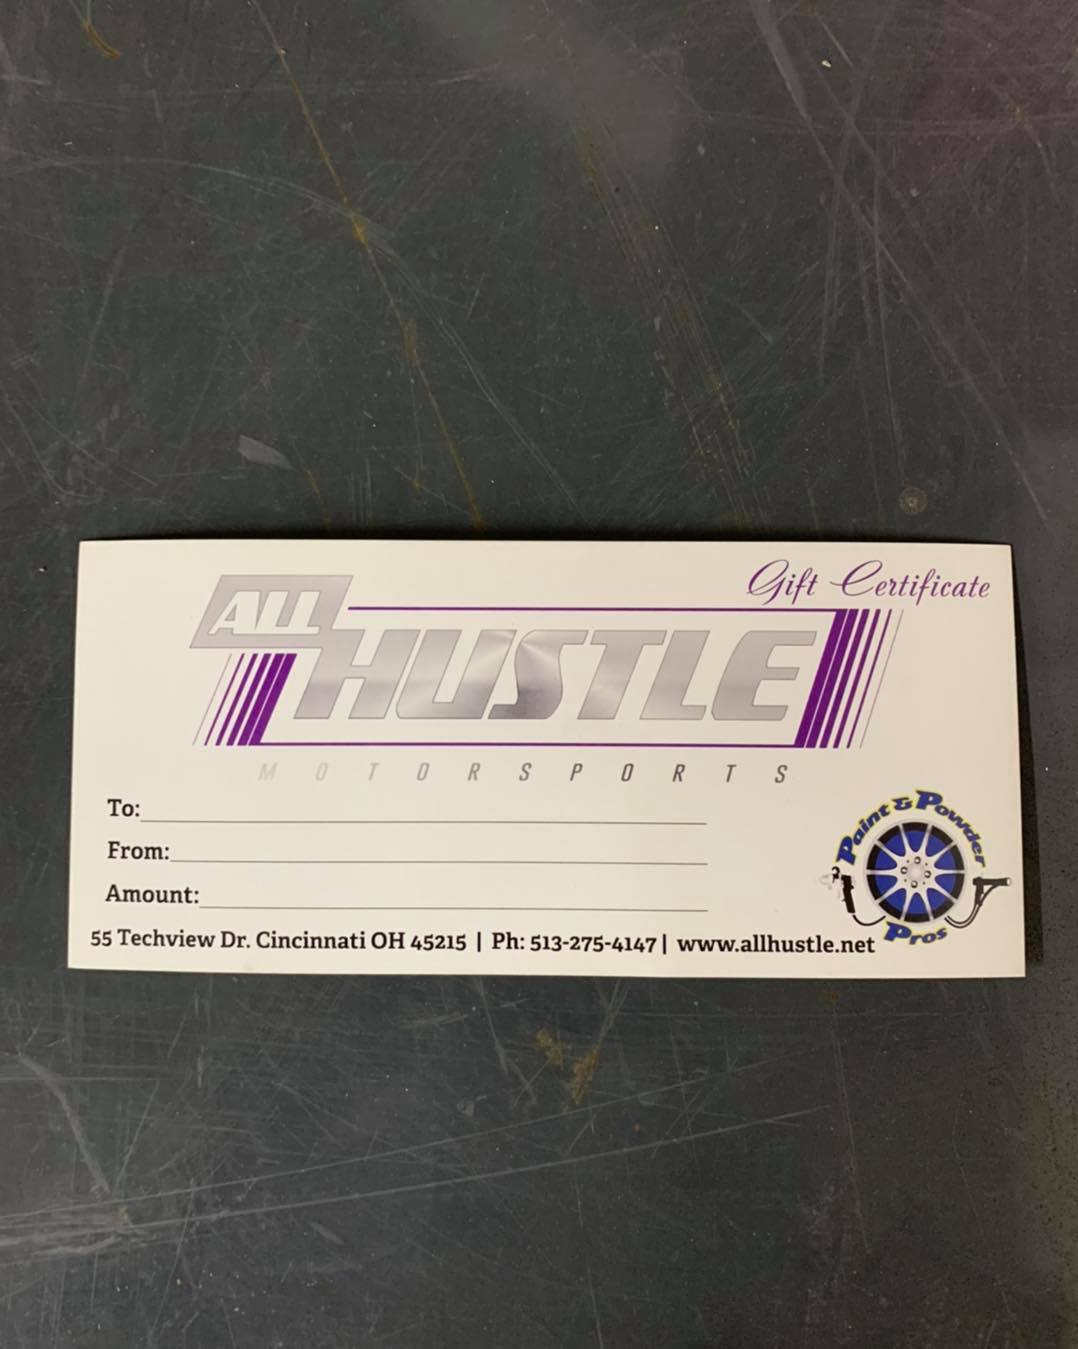 Gift Certificate
ALL
HUSTLE
MOTORSPORTS
To:
From:
Amount:
Paint & Powder
Pros
55 Techview Dr. Cincinnati OH 45215 | Ph: 513-275-4147 | www.allhustle.net